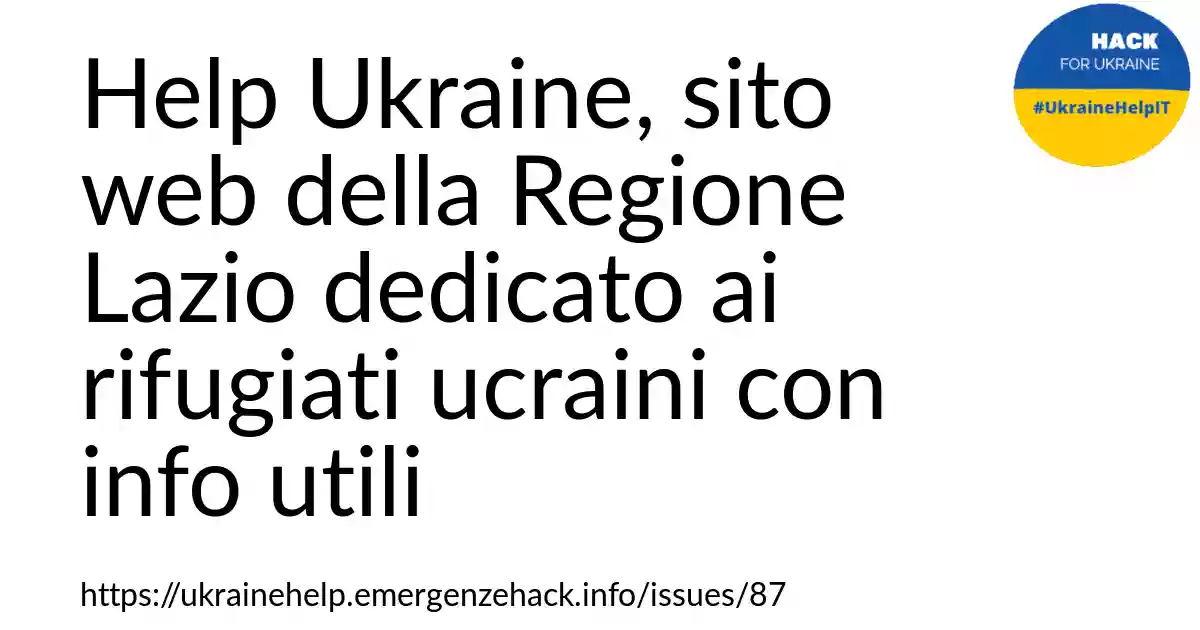 HACK
FOR UKRAINE
#UkraineHelpIT
Help Ukraine, sito
web della Regione
Lazio dedicato ai
rifugiati ucraini con
info utili
https://ukrainehelp.emergenzehack.info/issues/87